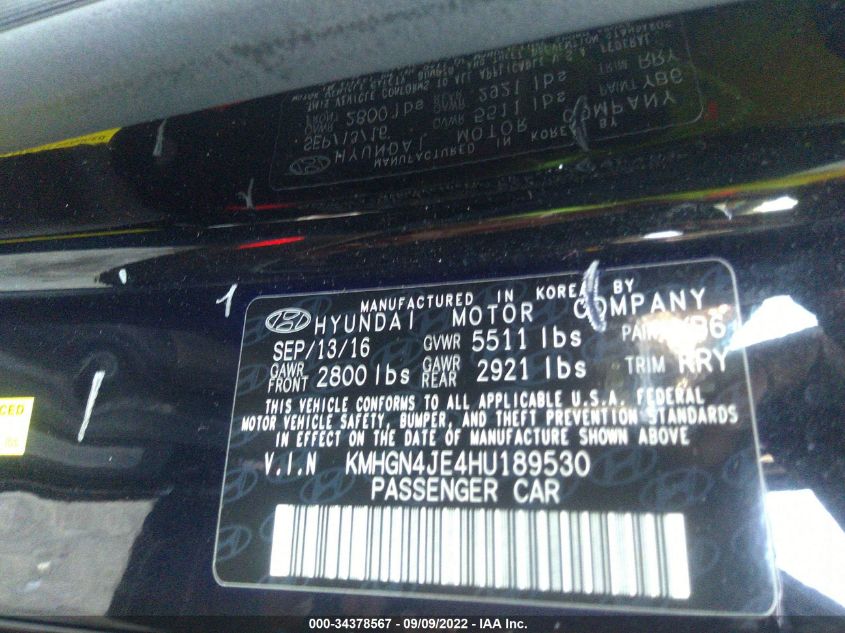 MANUFACTURED IN KOREA BY
HYUNDAI MOTOR COMPANY
SEP/13/16 GVWR 5511 lbs PAINT YB6
GAWR FRONT 2800 lbs GAWR REAR 2921 lbs TRIM RRY
THIS VEHICLE CONFORMS TO ALL APPLICABLE U.S.A. FEDERAL
MOTOR VEHICLE SAFETY, BUMPER, AND THEFT PREVENTION STANDARDS
IN EFFECT ON THE DATE OF MANUFACTURE SHOWN ABOVE
V.I.N KMHGN4JE4HU189530
PASSENGER CAR
000-34378567 - 09/09/2022 - IAA Inc.